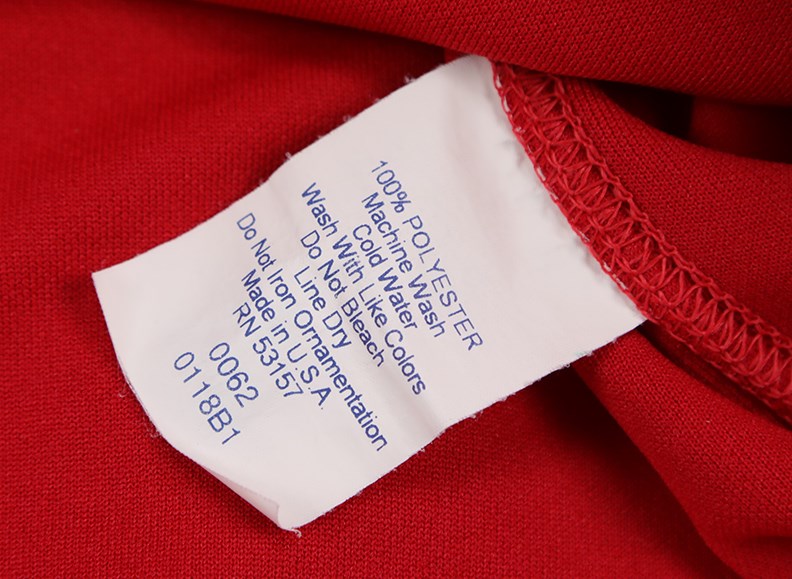 100% POLYESTER
Machine Wash
Cold Water
Wash With Like Colors
Do Not Bleach
Line Dry
Do Not Iron Ornamentation
Made in U.S.A.
RN 53157
0062
0118B1